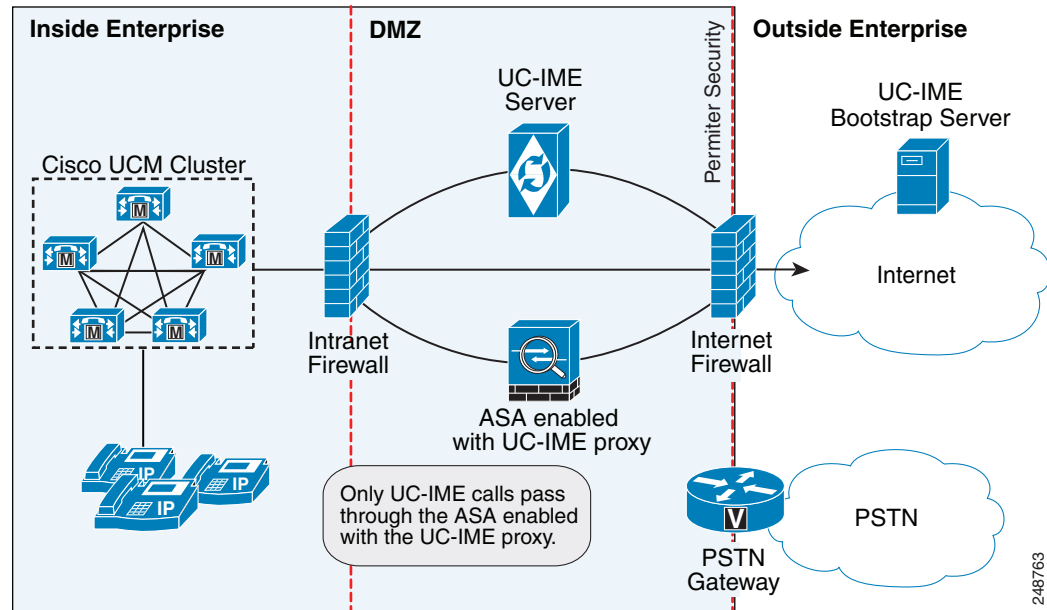 Inside Enterprise
DMZ
Permiter Security
Outside Enterprise
UC-IME
Server
UC-IME
Bootstrap Server
Cisco UCM Cluster
M
M
M
M
M
Internet
Intranet
Firewall
Internet
Firewall
ASA enabled
with UC-IME proxy
IP
IP
IP
Only UC-IME calls pass
through the ASA enabled
with the UC-IME proxy.
V
PSTN
PSTN
Gateway
248763